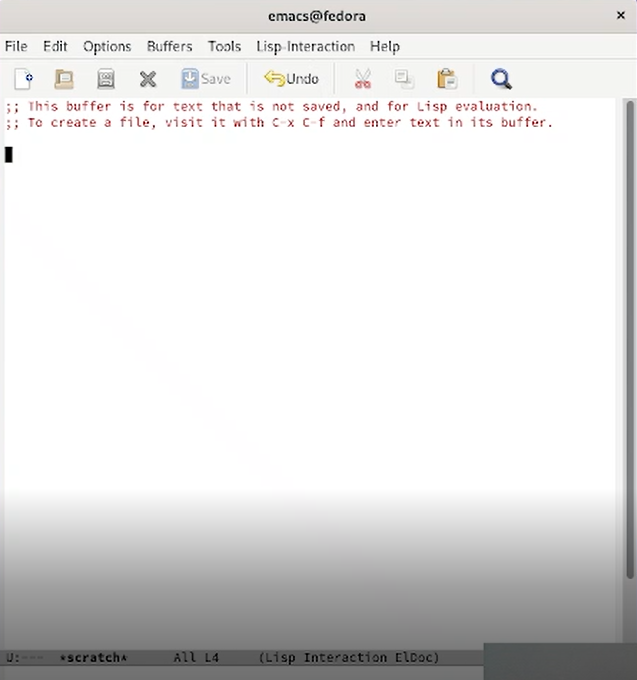 emacs@fedora ×
File Edit Options Buffers Tools Lisp-Interaction Help
Save Undo
;; This buffer is for text that is not saved, and for Lisp evaluation.
;; To create a file, visit it with C-x C-f and enter text in its buffer.
U:--- *scratch* All L4 (Lisp Interaction ElDoc)